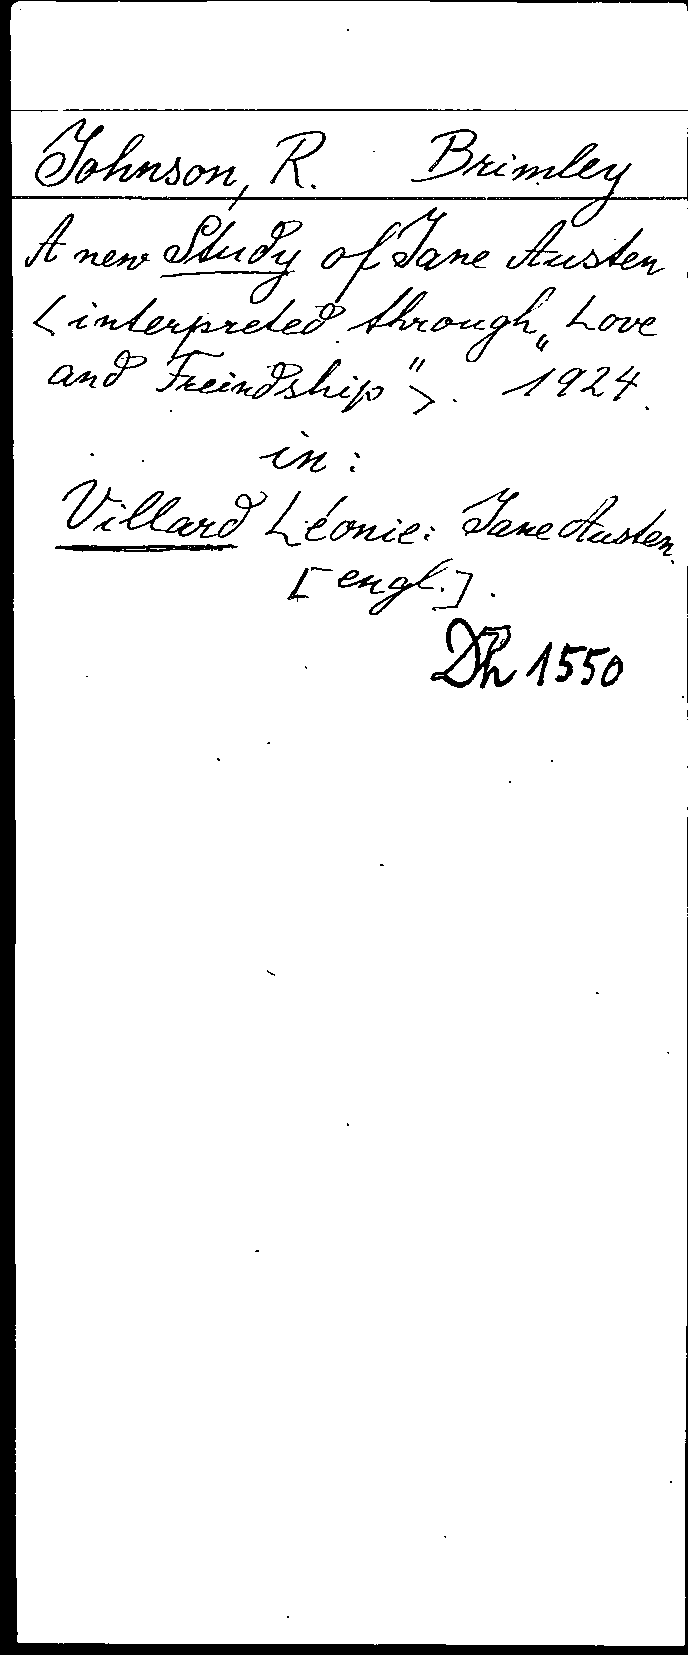 Johnson, R. Brimley
A new Study of Jane Austen
<interpreted through „Love
and Freindship”>. 1924.
in:
Villard Léonie: Jane Austen.
[engl.].
Dh 1550